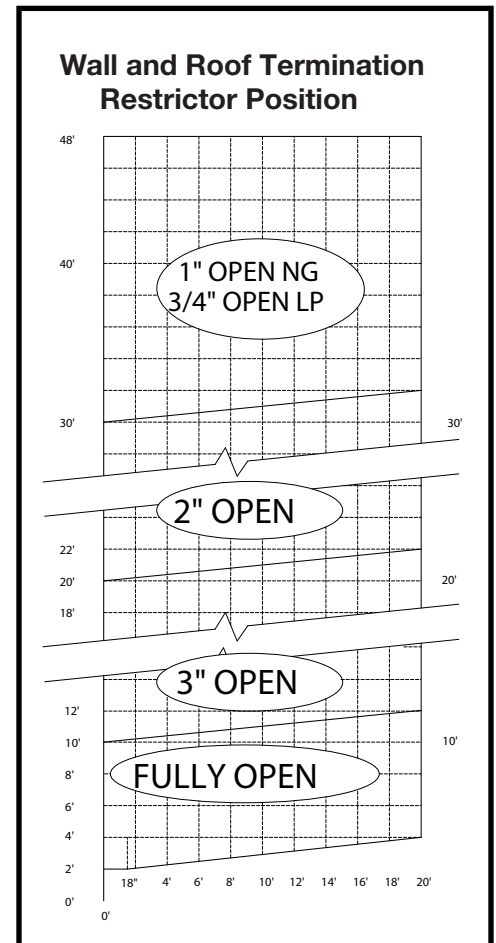 Wall and Roof Termination
Restrictor Position
48'
40'
1" OPEN NG
3/4" OPEN LP
30'
30'
2" OPEN
22'
20'
20'
18'
3" OPEN
12'
10'
10'
FULLY OPEN
8'
6'
4'
2'
18" 4' 6' 8' 10' 12' 14' 16' 18' 20'
0'
0'